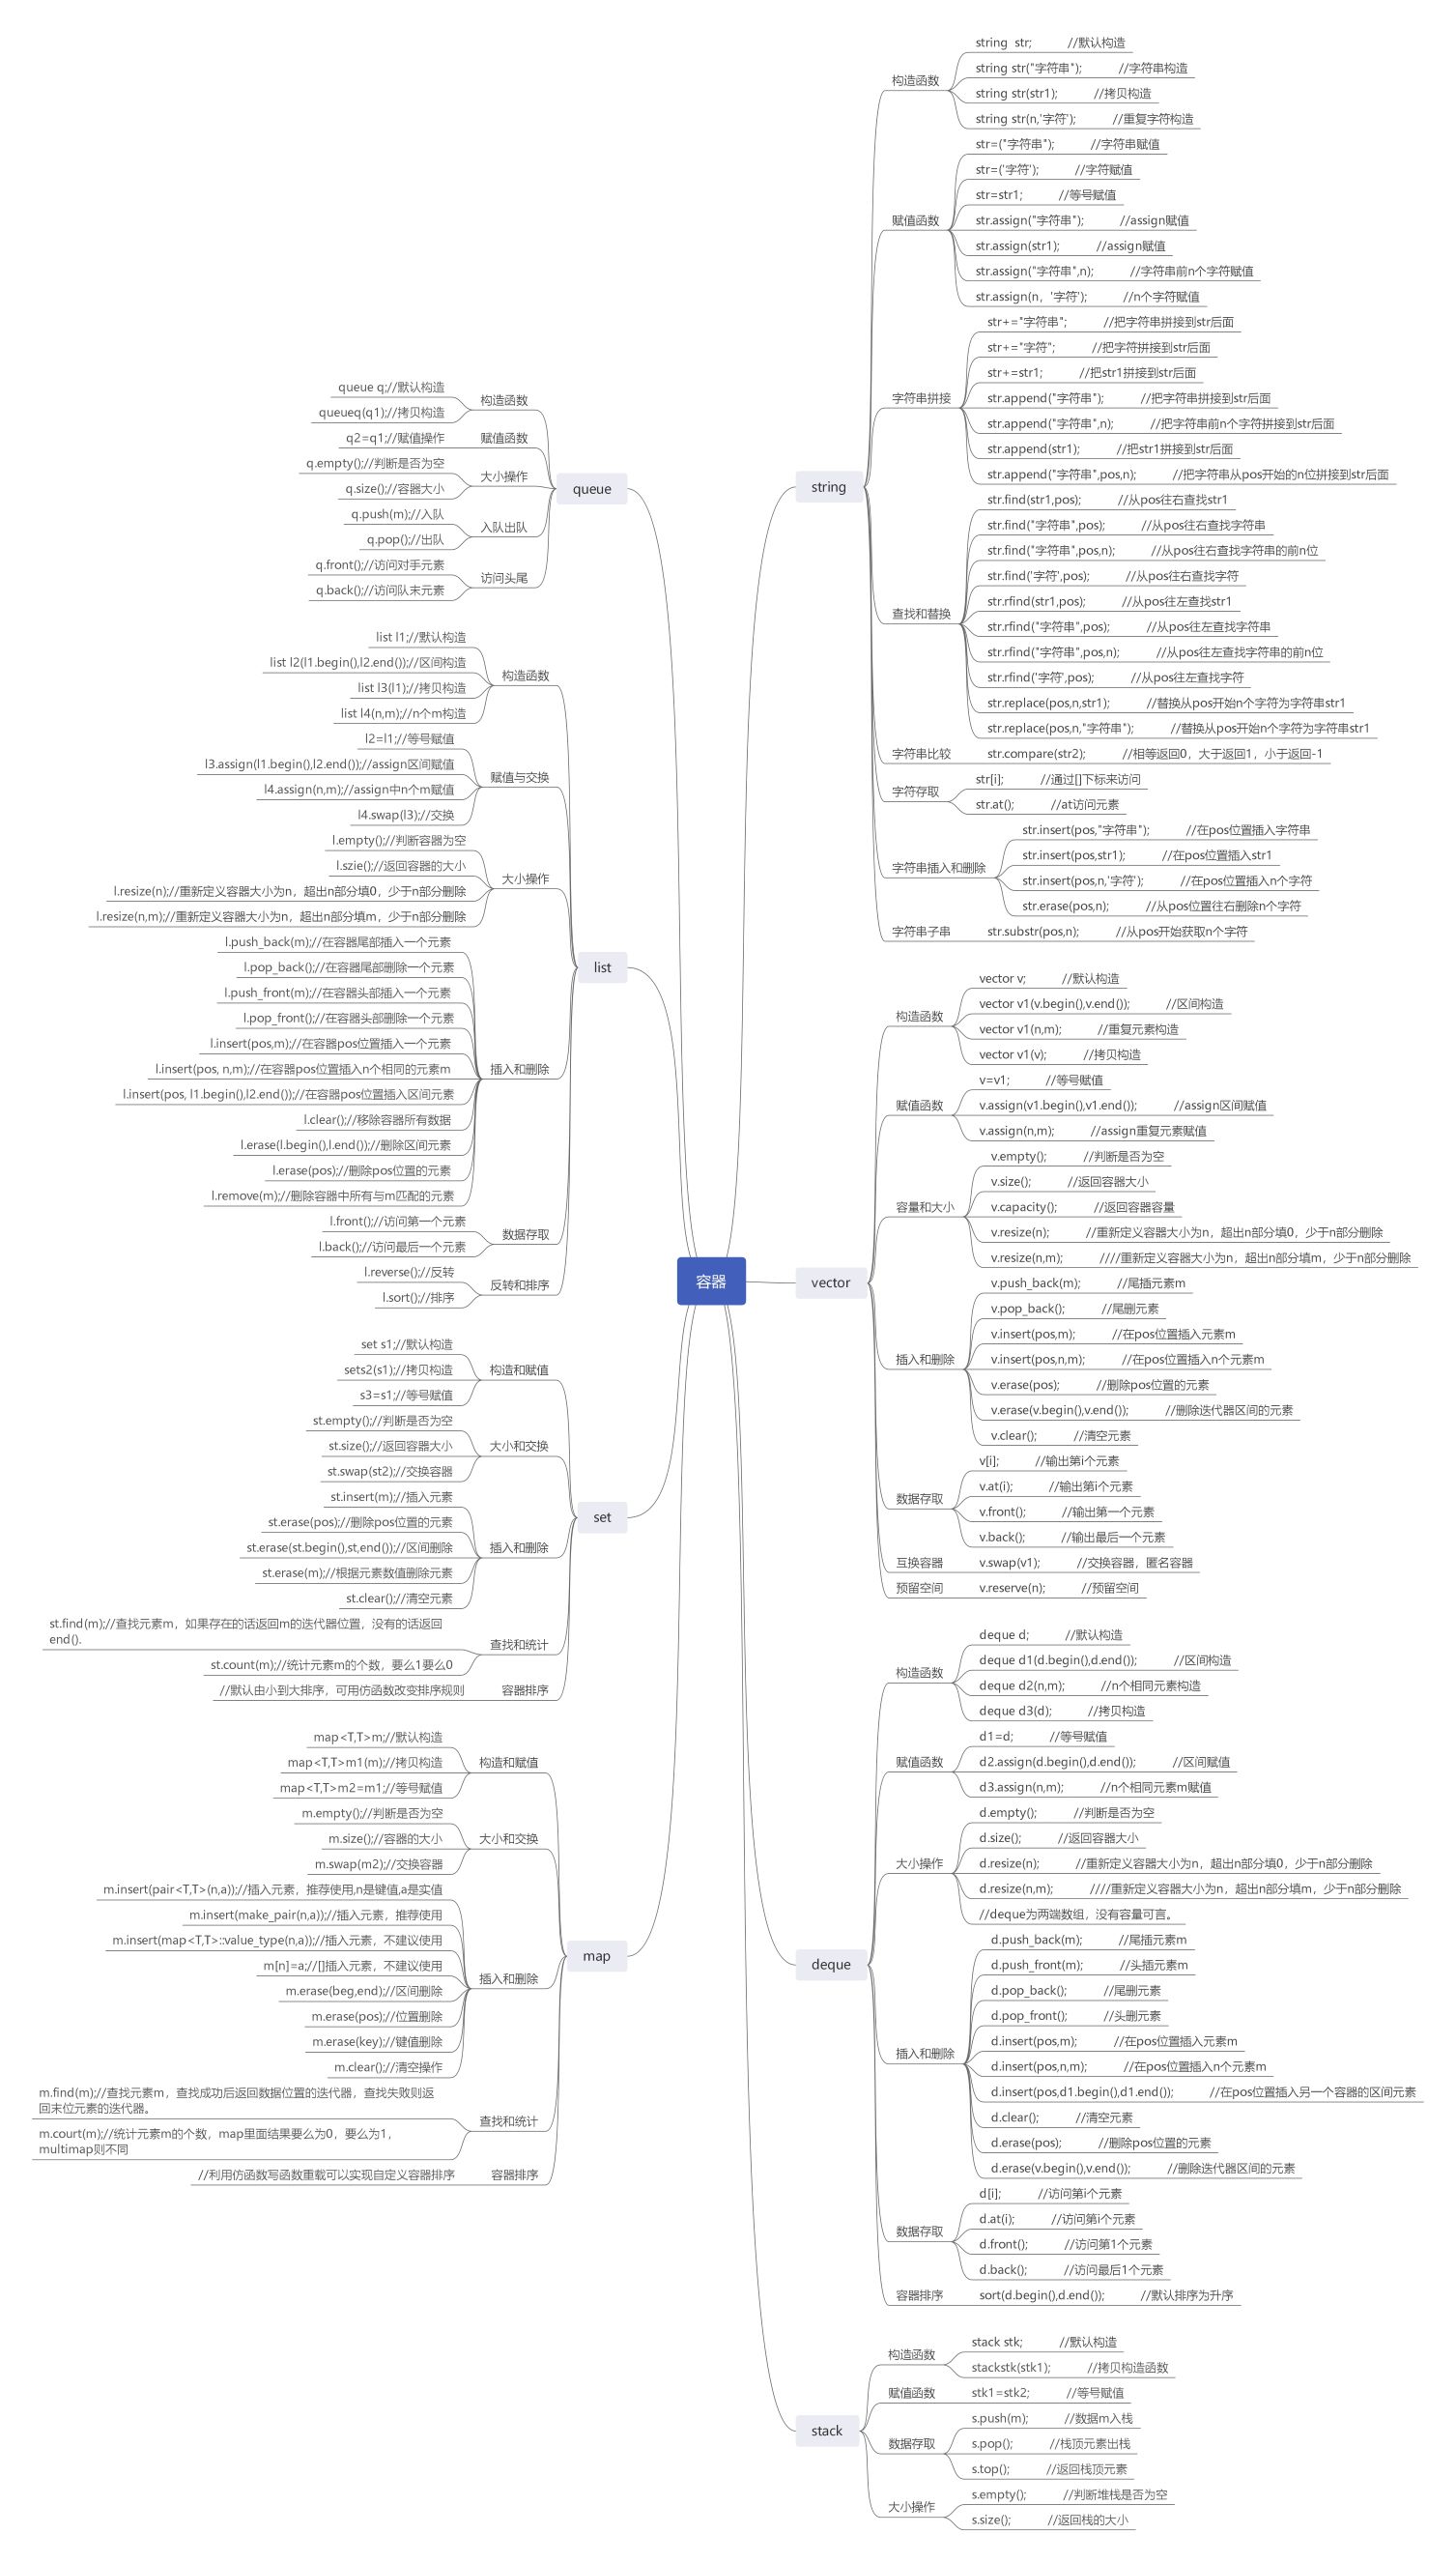 容器
string
构造函数
string  str;            //默认构造
string str("字符串");            //字符串构造
string str(str1);            //拷贝构造
string str(n,'字符');            //重复字符构造
赋值函数
str=("字符串");            //字符串赋值
str=('字符');            //字符赋值
str=str1;            //等号赋值
str.assign("字符串");            //assign赋值
str.assign(str1);            //assign赋值
str.assign("字符串",n);            //字符串前n个字符赋值
str.assign(n，'字符');            //n个字符赋值
字符串拼接
str+="字符串";            //把字符串拼接到str后面
str+="字符";            //把字符拼接到str后面
str+=str1;            //把str1拼接到str后面
str.append("字符串");            //把字符串拼接到str后面
str.append("字符串",n);            //把字符串前n个字符拼接到str后面
str.append(str1);            //把str1拼接到str后面
str.append("字符串",pos,n);            //把字符串从pos开始的n位拼接到str后面
查找和替换
str.find(str1,pos);            //从pos往右查找str1
str.find("字符串",pos);            //从pos往右查找字符串
str.find("字符串",pos,n);            //从pos往右查找字符串的前n位
str.find('字符',pos);            //从pos往右查找字符
str.rfind(str1,pos);            //从pos往左查找str1
str.rfind("字符串",pos);            //从pos往左查找字符串
str.rfind("字符串",pos,n);            //从pos往左查找字符串的前n位
str.rfind('字符',pos);            //从pos往左查找字符
str.replace(pos,n,str1);            //替换从pos开始n个字符为字符串str1
str.replace(pos,n,"字符串");            //替换从pos开始n个字符为字符串str1
字符串比较
str.compare(str2);            //相等返回0，大于返回1，小于返回-1
字符存取
str[i];            //通过[]下标来访问
str.at();            //at访问元素
字符串插入和删除
str.insert(pos,"字符串");            //在pos位置插入字符串
str.insert(pos,str1);            //在pos位置插入str1
str.insert(pos,n,'字符');            //在pos位置插入n个字符
str.erase(pos,n);            //从pos位置往右删除n个字符
字符串子串
str.substr(pos,n);            //从pos开始获取n个字符
vector
构造函数
vector v;            //默认构造
vector v1(v.begin(),v.end());            //区间构造
vector v1(n,m);            //重复元素构造
vector v1(v);            //拷贝构造
赋值函数
v=v1;            //等号赋值
v.assign(v1.begin(),v1.end());            //assign区间赋值
v.assign(n,m);            //assign重复元素赋值
容量和大小
v.empty();            //判断是否为空
v.size();            //返回容器大小
v.capacity();            //返回容器容量
v.resize(n);            //重新定义容器大小为n，超出n部分填0，少于n部分删除
v.resize(n,m);            ////重新定义容器大小为n，超出n部分填m，少于n部分删除
插入和删除
v.push_back(m);            //尾插元素m
v.pop_back();            //尾删元素
v.insert(pos,m);            //在pos位置插入元素m
v.insert(pos,n,m);            //在pos位置插入n个元素m
v.erase(pos);            //删除pos位置的元素
v.erase(v.begin(),v.end());            //删除迭代器区间的元素
v.clear();            //清空元素
数据存取
v[i];            //输出第i个元素
v.at(i);            //输出第i个元素
v.front();            //输出第一个元素
v.back();            //输出最后一个元素
互换容器
v.swap(v1);            //交换容器，匿名容器
预留空间
v.reserve(n);            //预留空间
deque
构造函数
deque d;            //默认构造
deque d1(d.begin(),d.end());            //区间构造
deque d2(n,m);            //n个相同元素构造
deque d3(d);            //拷贝构造
赋值函数
d1=d;            //等号赋值
d2.assign(d.begin(),d.end());            //区间赋值
d3.assign(n,m);            //n个相同元素m赋值
大小操作
d.empty();            //判断是否为空
d.size();            //返回容器大小
d.resize(n);            //重新定义容器大小为n，超出n部分填0，少于n部分删除
d.resize(n,m);            ////重新定义容器大小为n，超出n部分填m，少于n部分删除
//deque为两端数组，没有容量可言。
插入和删除
d.push_back(m);            //尾插元素m
d.push_front(m);            //头插元素m
d.pop_back();            //尾删元素
d.pop_front();            //头删元素
d.insert(pos,m);            //在pos位置插入元素m
d.insert(pos,n,m);            //在pos位置插入n个元素m
d.insert(pos,d1.begin(),d1.end());            //在pos位置插入另一个容器的区间元素
d.clear();            //清空元素
d.erase(pos);            //删除pos位置的元素
d.erase(v.begin(),v.end());            //删除迭代器区间的元素
数据存取
d[i];            //访问第i个元素
d.at(i);            //访问第i个元素
d.front();            //访问第1个元素
d.back();            //访问最后1个元素
容器排序
sort(d.begin(),d.end());            //默认排序为升序
stack
构造函数
stack stk;            //默认构造
stackstk(stk1);            //拷贝构造函数
赋值函数
stk1=stk2;            //等号赋值
数据存取
s.push(m);            //数据m入栈
s.pop();            //栈顶元素出栈
s.top();            //返回栈顶元素
大小操作
s.empty();            //判断堆栈是否为空
s.size();            //返回栈的大小
queue
构造函数
queue q;//默认构造
queueq(q1);//拷贝构造
赋值函数
q2=q1;//赋值操作
大小操作
q.empty();//判断是否为空
q.size();//容器大小
入队出队
q.push(m);//入队
q.pop();//出队
访问头尾
q.front();//访问对手元素
q.back();//访问队末元素
list
构造函数
list l1;//默认构造
list l2(l1.begin(),l2.end());//区间构造
list l3(l1);//拷贝构造
list l4(n,m);//n个m构造
赋值与交换
l2=l1;//等号赋值
l3.assign(l1.begin(),l2.end());//assign区间赋值
l4.assign(n,m);//assign中n个m赋值
l4.swap(l3);//交换
大小操作
l.empty();//判断容器为空
l.szie();//返回容器的大小
l.resize(n);//重新定义容器大小为n，超出n部分填0，少于n部分删除
l.resize(n,m);//重新定义容器大小为n，超出n部分填m，少于n部分删除
插入和删除
l.push_back(m);//在容器尾部插入一个元素
l.pop_back();//在容器尾部删除一个元素
l.push_front(m);//在容器头部插入一个元素
l.pop_front();//在容器头部删除一个元素
l.insert(pos,m);//在容器pos位置插入一个元素
l.insert(pos, n,m);//在容器pos位置插入n个相同的元素m
l.insert(pos, l1.begin(),l2.end());//在容器pos位置插入区间元素
l.clear();//移除容器所有数据
l.erase(l.begin(),l.end());//删除区间元素
l.erase(pos);//删除pos位置的元素
l.remove(m);//删除容器中所有与m匹配的元素
数据存取
l.front();//访问第一个元素
l.back();//访问最后一个元素
反转和排序
l.reverse();//反转
l.sort();//排序
set
构造和赋值
set s1;//默认构造
sets2(s1);//拷贝构造
s3=s1;//等号赋值
大小和交换
st.empty();//判断是否为空
st.size();//返回容器大小
st.swap(st2);//交换容器
插入和删除
st.insert(m);//插入元素
st.erase(pos);//删除pos位置的元素
st.erase(st.begin(),st,end());//区间删除
st.erase(m);//根据元素数值删除元素
st.clear();//清空元素
查找和统计
st.find(m);//查找元素m，如果存在的话返回m的迭代器位置，没有的话返回
end().
st.count(m);//统计元素m的个数，要么1要么0
容器排序
//默认由小到大排序，可用仿函数改变排序规则
map
构造和赋值
map<T,T>m;//默认构造
map<T,T>m1(m);//拷贝构造
map<T,T>m2=m1;//等号赋值
大小和交换
m.empty();//判断是否为空
m.size();//容器的大小
m.swap(m2);//交换容器
插入和删除
m.insert(pair<T,T>(n,a));//插入元素，推荐使用,n是键值,a是实值
m.insert(make_pair(n,a));//插入元素，推荐使用
m.insert(map<T,T>::value_type(n,a));//插入元素，不建议使用
m[n]=a;//[]插入元素，不建议使用
m.erase(beg,end);//区间删除
m.erase(pos);//位置删除
m.erase(key);//键值删除
m.clear();//清空操作
查找和统计
m.find(m);//查找元素m，查找成功后返回数据位置的迭代器，查找失败则返
回末位元素的迭代器。
m.court(m);//统计元素m的个数，map里面结果要么为0，要么为1，
multimap则不同
容器排序
//利用仿函数写函数重载可以实现自定义容器排序